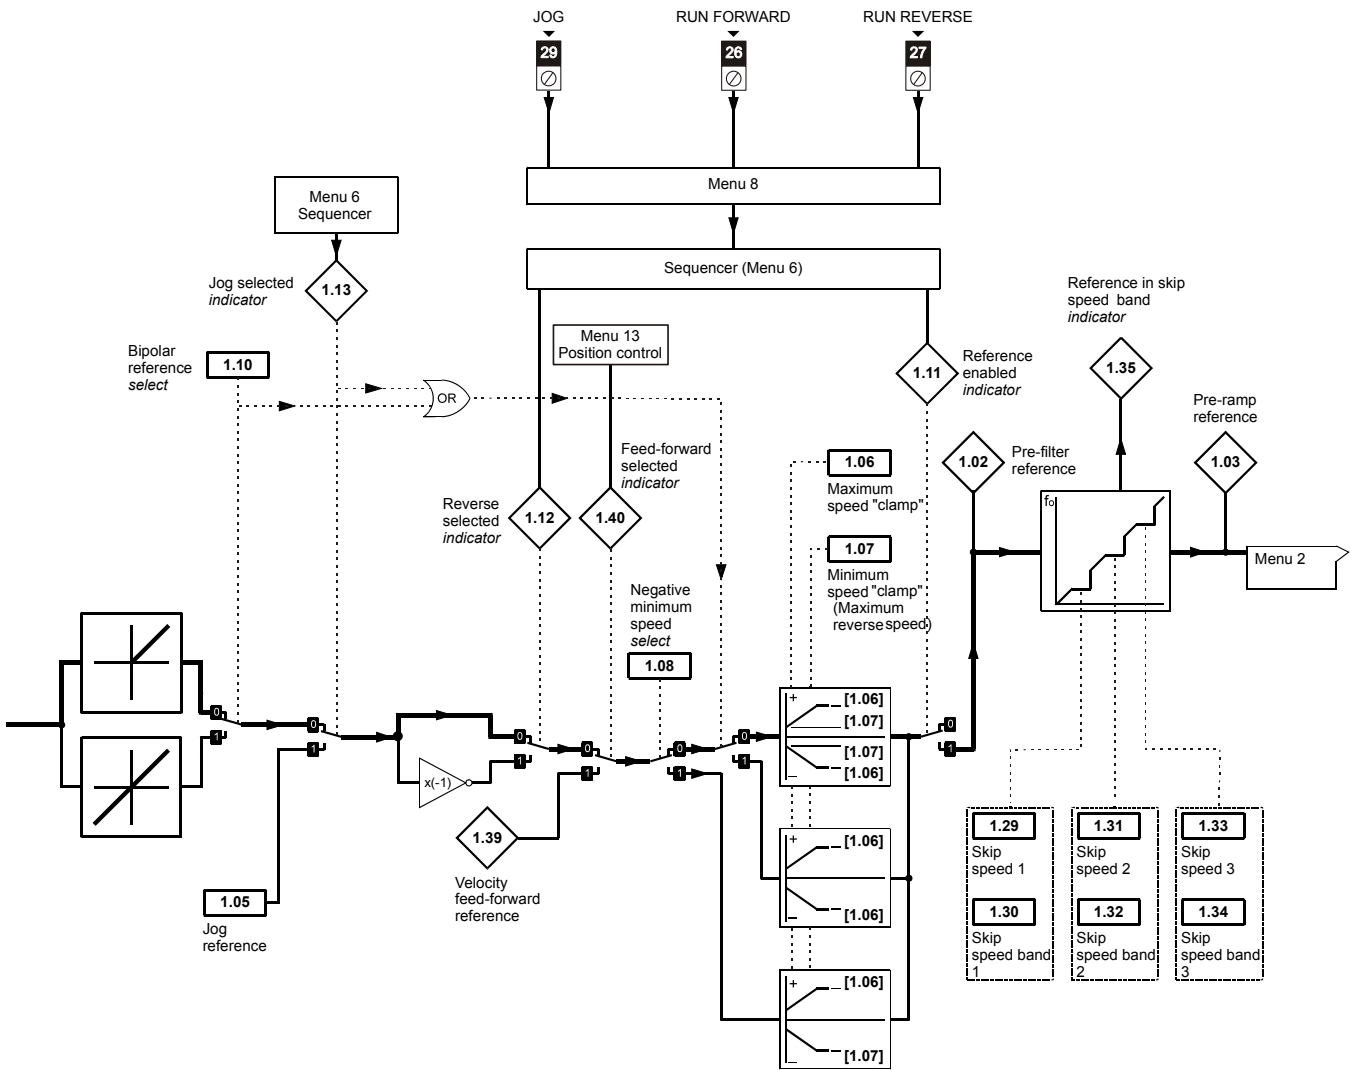 JOG
RUN FORWARD
RUN REVERSE
29
26
27
Menu 8
Menu 6
Sequencer
Sequencer (Menu 6)
Jog selected
indicator
1.13
Reference in skip
speed band
indicator
Menu 13
Position control
Bipolar
reference
select
1.10
1.11
Reference
enabled
indicator
1.35
OR
Pre-ramp
reference
Feed-forward
selected
indicator
1.06
Maximum
speed "clamp"
1.02
Pre-filter
reference
1.03
Reverse
selected
indicator
1.12
1.40
1.07
Minimum
speed "clamp"
(Maximum
reverse speed)
fo
Menu 2
Negative
minimum
speed
select
1.08
+
[1.06]
[1.07]
[1.07]
[1.06]
–
0
1
0
1
0
1
0
1
0
1
0
1
0
1
x(-1)
1.39
Velocity
feed-forward
reference
+
[1.06]
[1.06]
–
1.05
Jog
reference
1.29
Skip
speed 1
1.30
Skip
speed band
1
1.31
Skip
speed 2
1.32
Skip
speed band
2
1.33
Skip
speed 3
1.34
Skip
speed band
3
+
[1.06]
[1.07]
–